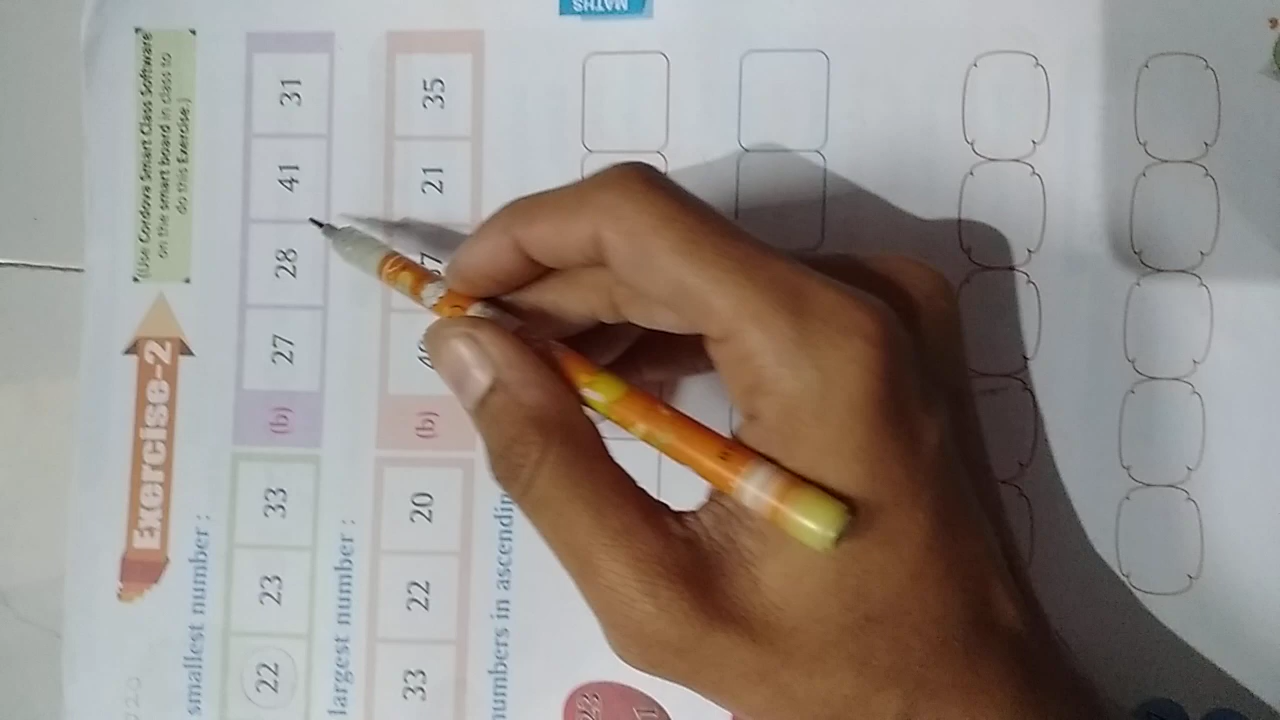 Exercise-2
(Use Cordova Smart Class Software
on the smart board in class to
do this Exercise.)
smallest number :
22 23 33 (b) 27 28 41 31
largest number :
33 22 20 (b) 21 35
numbers in
MATHS
23